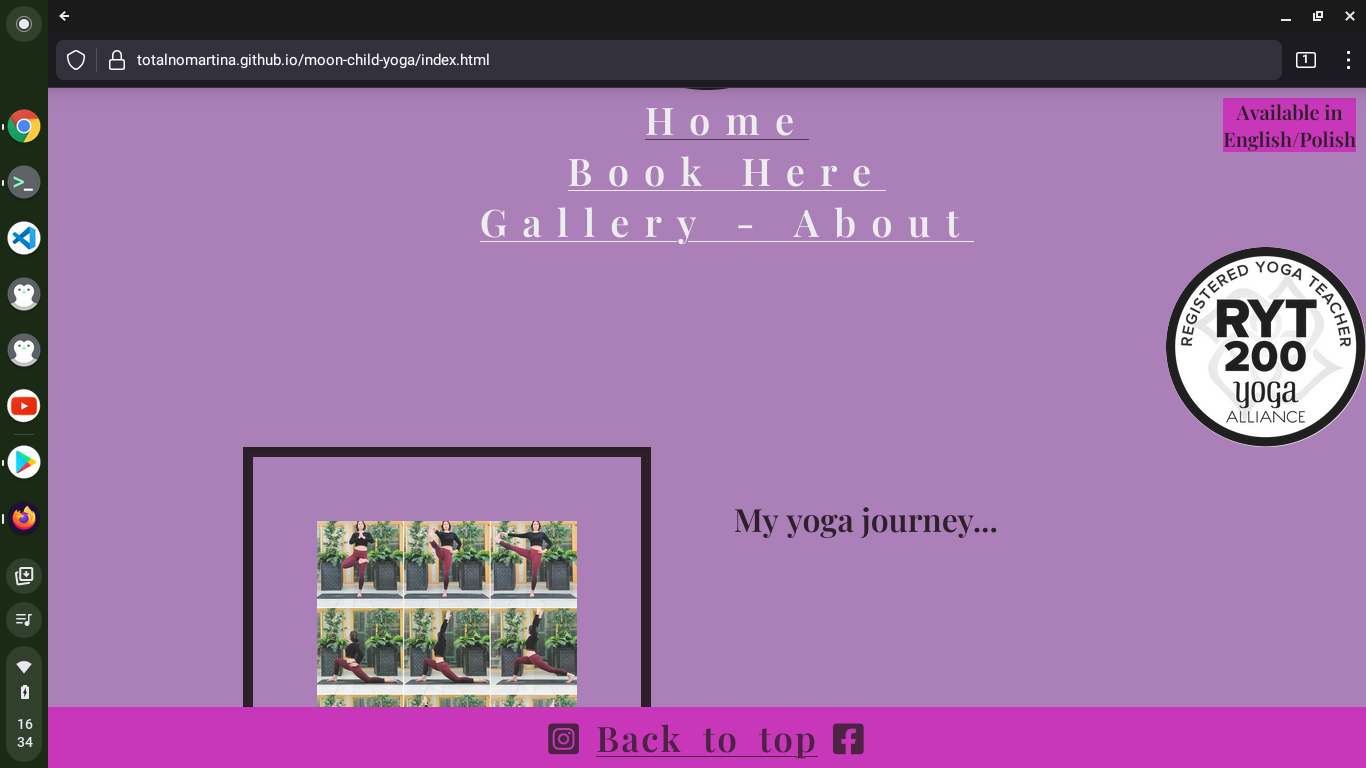 totalnomartina.github.io/moon-child-yoga/index.html
1
Home
Available in
English/Polish
Book Here
Gallery - About
REGISTERED YOGA TEACHER
RYT
200
yoga
ALLIANCE
My yoga journey...
Back to top
16
34